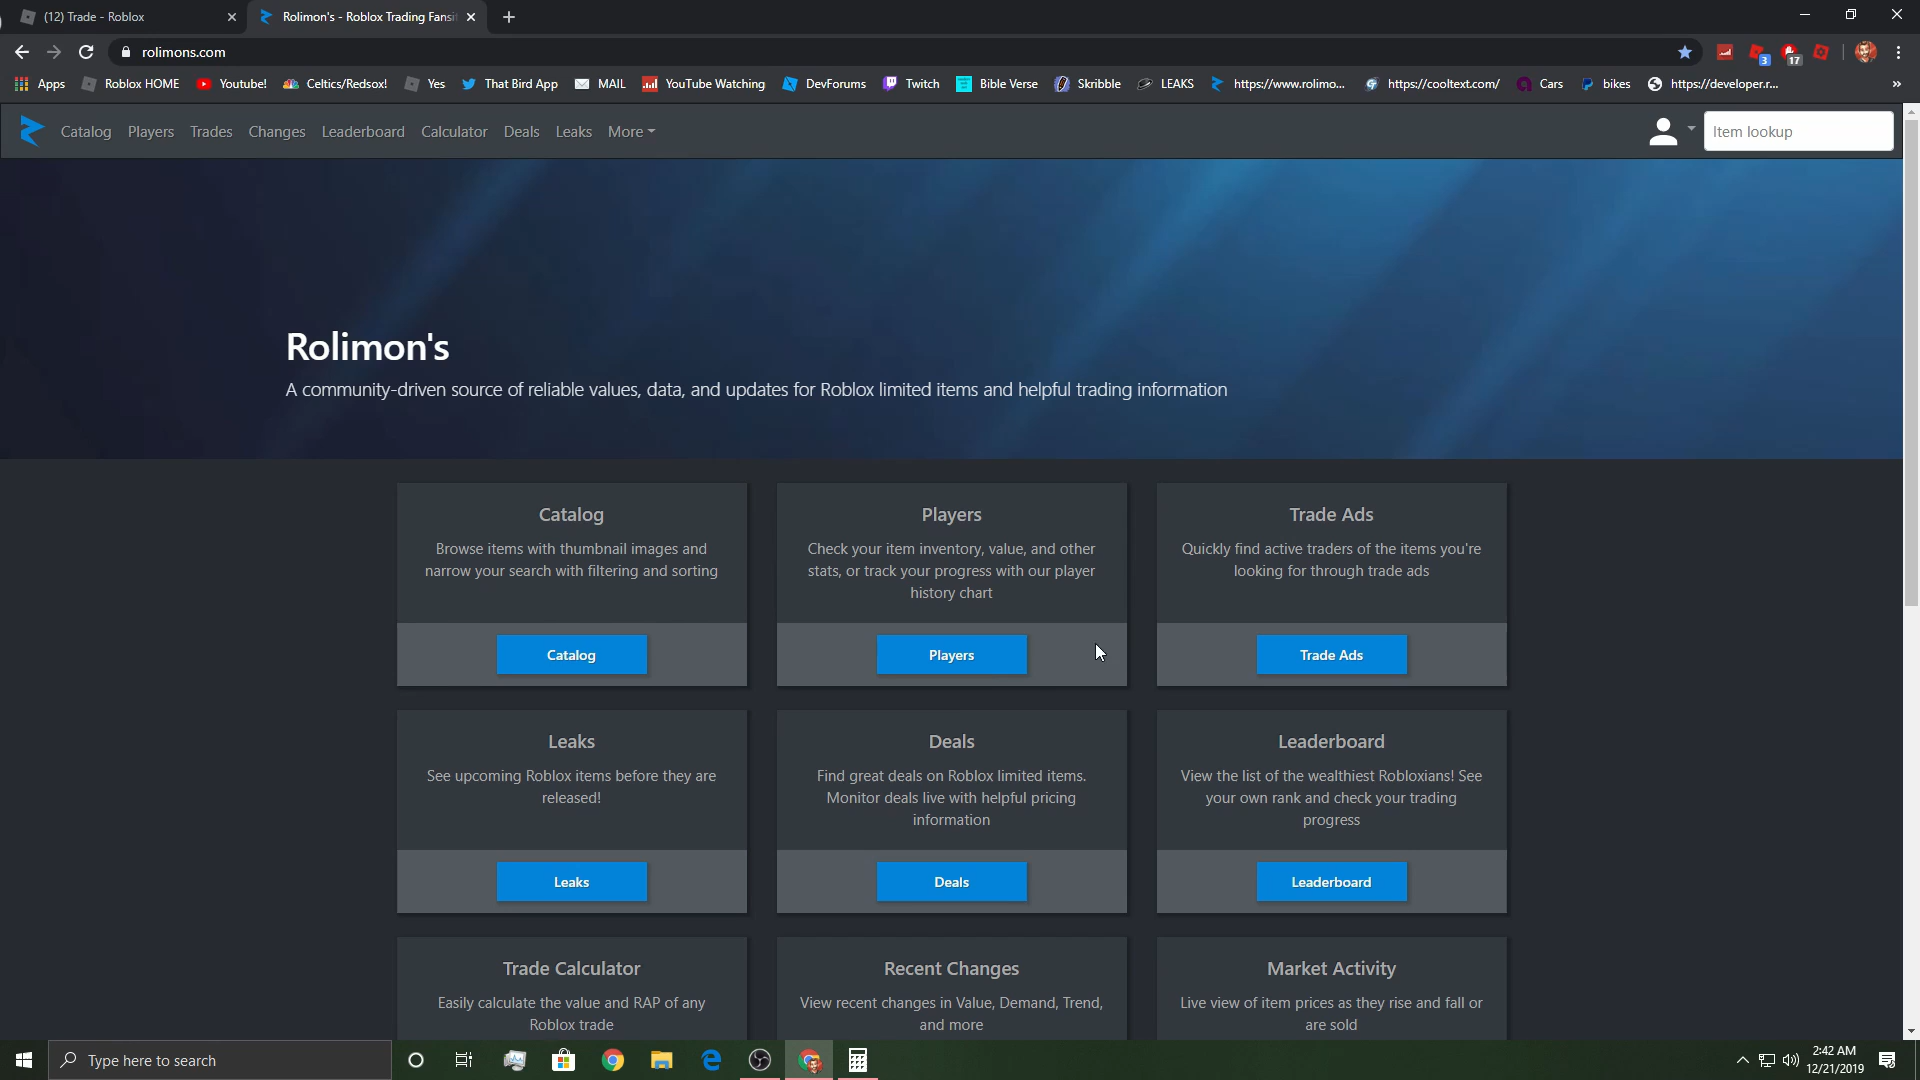 (12) Trade - Roblox
Rolimon's - Roblox Trading Fansi
rolimons.com
3
17
Apps
Roblox HOME
Youtube!
Celtics/Redsox!
Yes
That Bird App
MAIL
YouTube Watching
DevForums
Twitch
Bible Verse
Skribble
LEAKS
https://www.rolimo...
https://cooltext.com/
Cars
bikes
https://developer.r...
»
Catalog
Players
Trades
Changes
Leaderboard
Calculator
Deals
Leaks
More
Item lookup
Rolimon's
A community-driven source of reliable values, data, and updates for Roblox limited items and helpful trading information
Catalog
Browse items with thumbnail images and
narrow your search with filtering and sorting
Catalog
Players
Check your item inventory, value, and other
stats, or track your progress with our player
history chart
Players
Trade Ads
Quickly find active traders of the items you're
looking for through trade ads
Trade Ads
Leaks
See upcoming Roblox items before they are
released!
Leaks
Deals
Find great deals on Roblox limited items.
Monitor deals live with helpful pricing
information
Deals
Leaderboard
View the list of the wealthiest Robloxians! See
your own rank and check your trading
progress
Leaderboard
Trade Calculator
Easily calculate the value and RAP of any
Roblox trade
Recent Changes
View recent changes in Value, Demand, Trend,
and more
Market Activity
Live view of item prices as they rise and fall or
are sold
Type here to search
2:42 AM
12/21/2019